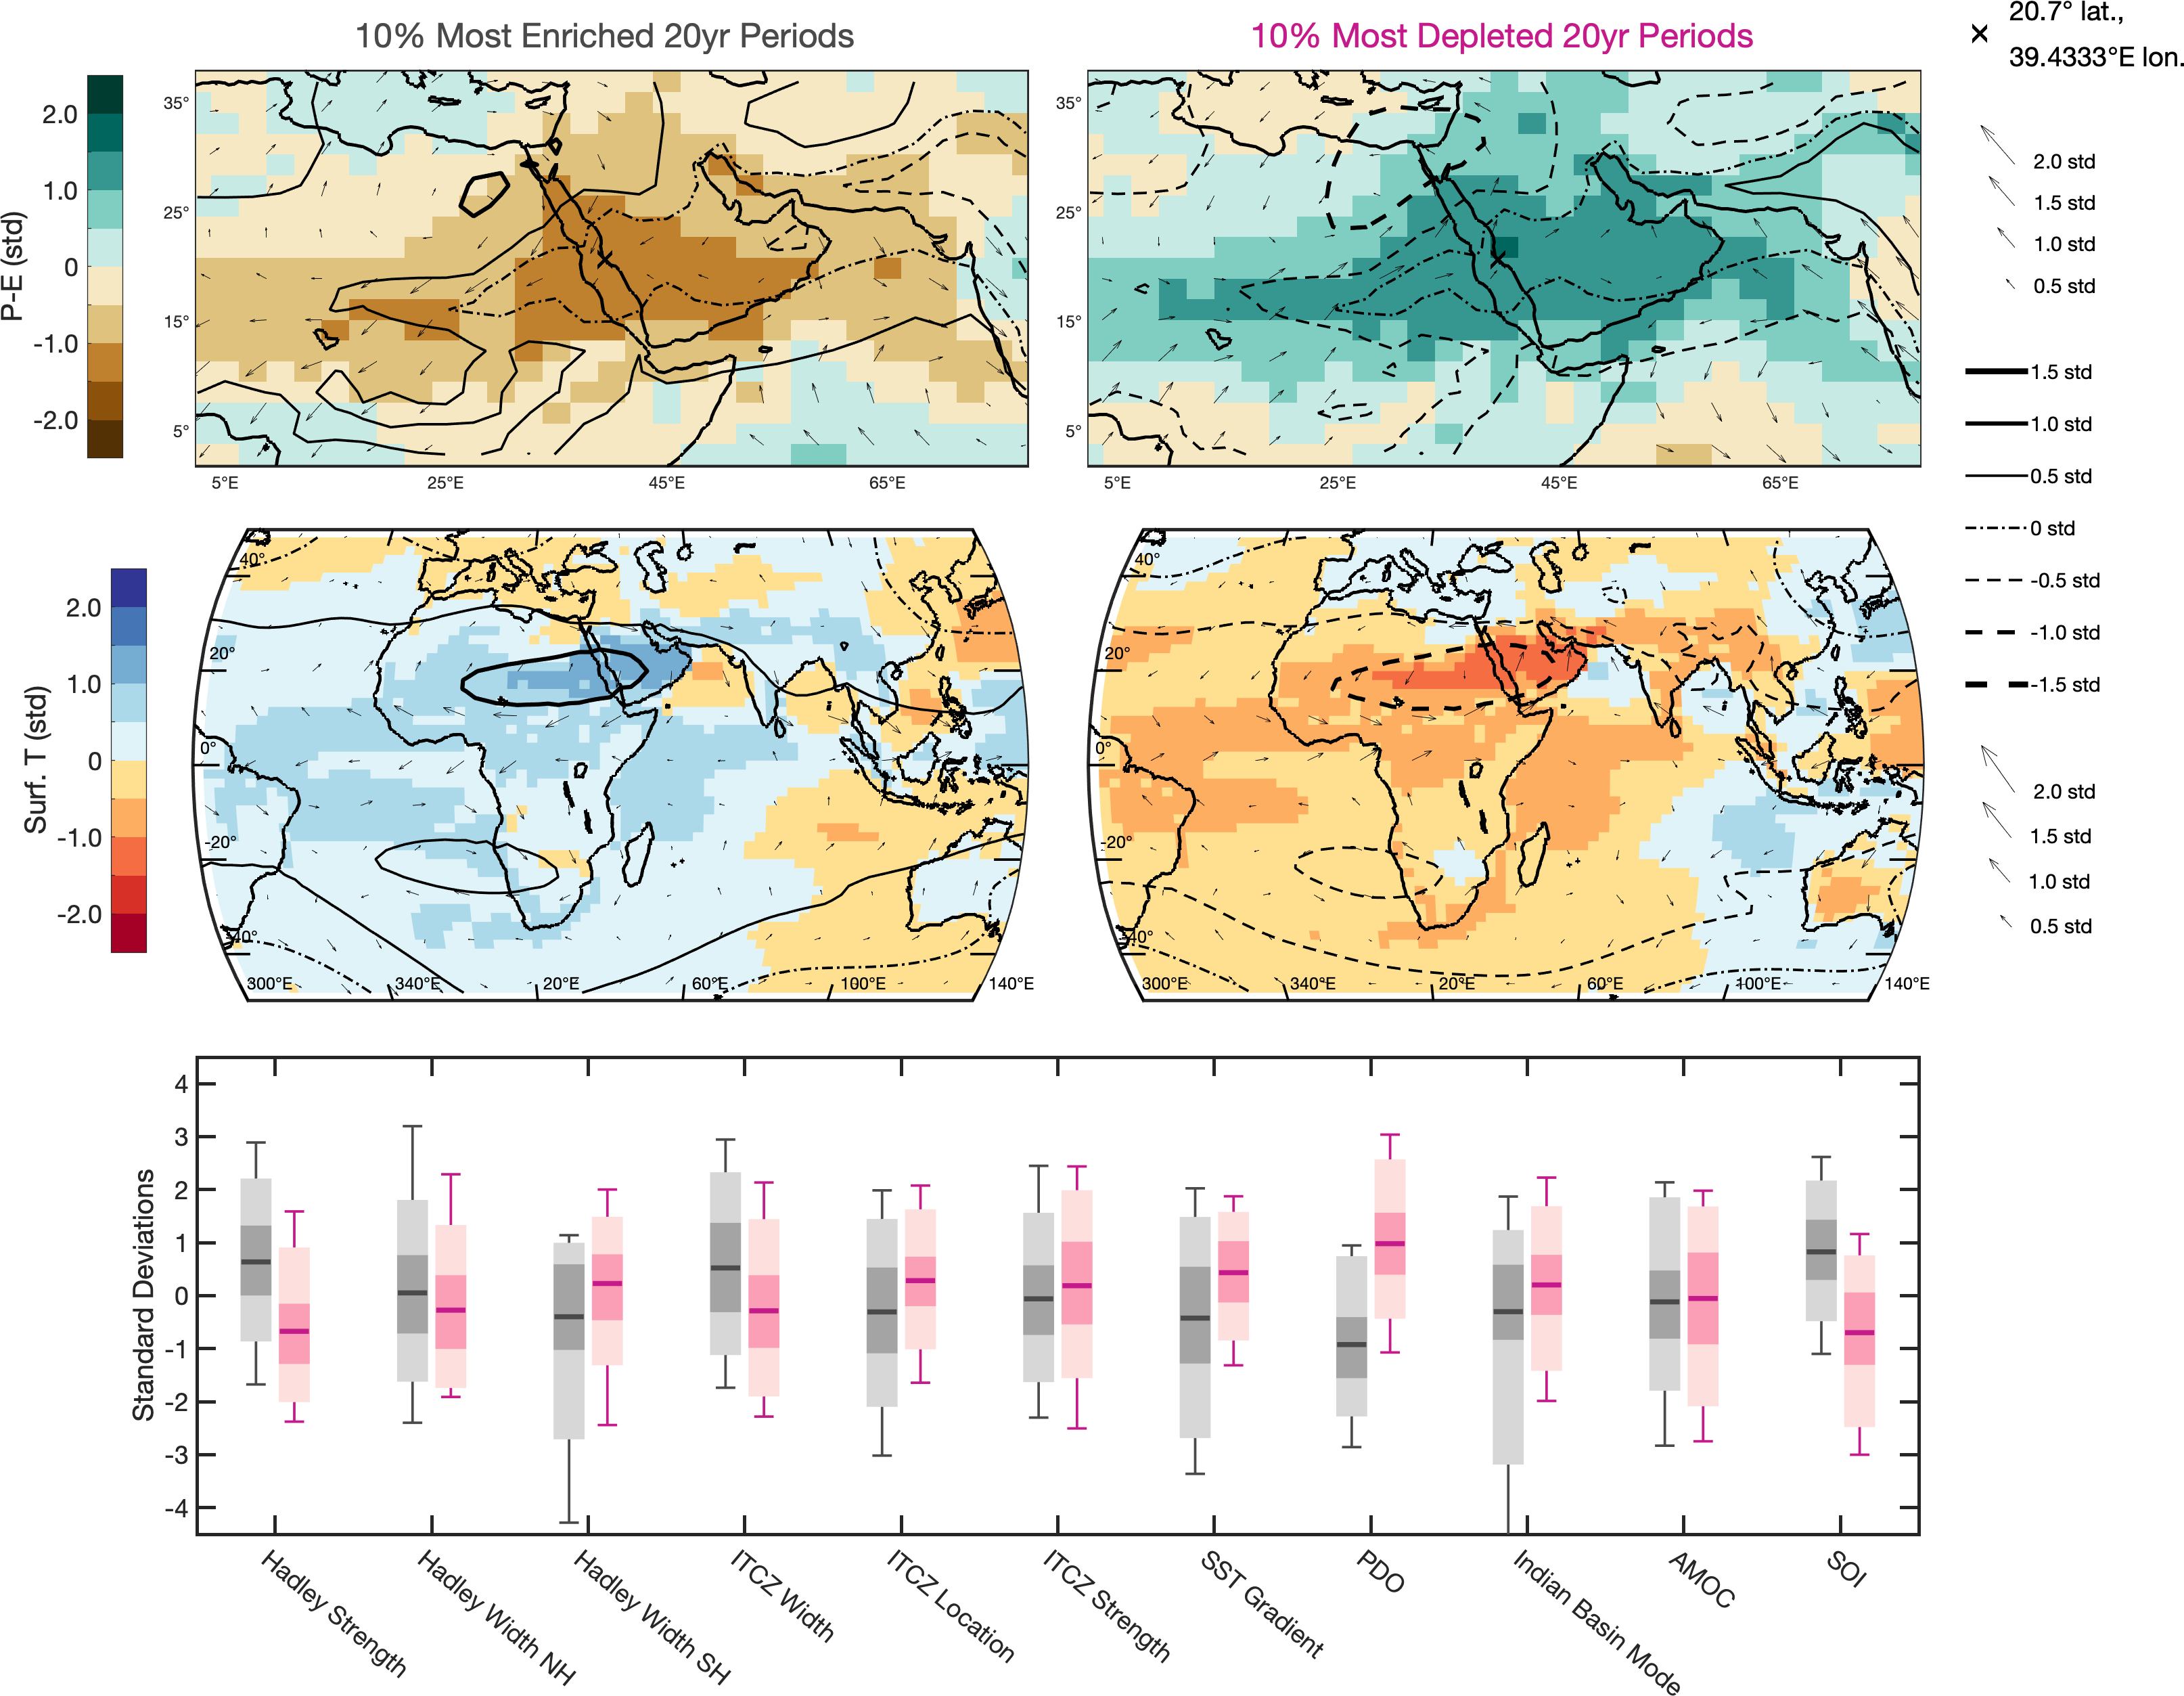 10% Most Enriched 20yr Periods
10% Most Depleted 20yr Periods
20.7° lat.,
39.4333°E lon.
P-E (std)
2.0
1.0
0
-1.0
-2.0
35°
25°
15°
5°
5°E
25°E
45°E
65°E
35°
25°
15°
5°
5°E
25°E
45°E
65°E
2.0 std
1.5 std
1.0 std
0.5 std
1.5 std
1.0 std
0.5 std
0 std
-0.5 std
-1.0 std
-1.5 std
2.0 std
1.5 std
1.0 std
0.5 std
Surf. T (std)
2.0
1.0
0
-1.0
-2.0
40°
20°
0°
-20°
-40°
300°E
340°E
20°E
60°E
100°E
140°E
40°
20°
0°
-20°
-40°
300°E
340°E
20°E
60°E
100°E
140°E
Standard Deviations
4
3
2
1
0
-1
-2
-3
-4
Hadley Strength
Hadley Width NH
Hadley Width SH
ITCZ Width
ITCZ Location
ITCZ Strength
SST Gradient
PDO
Indian Basin Mode
AMOC
SOI